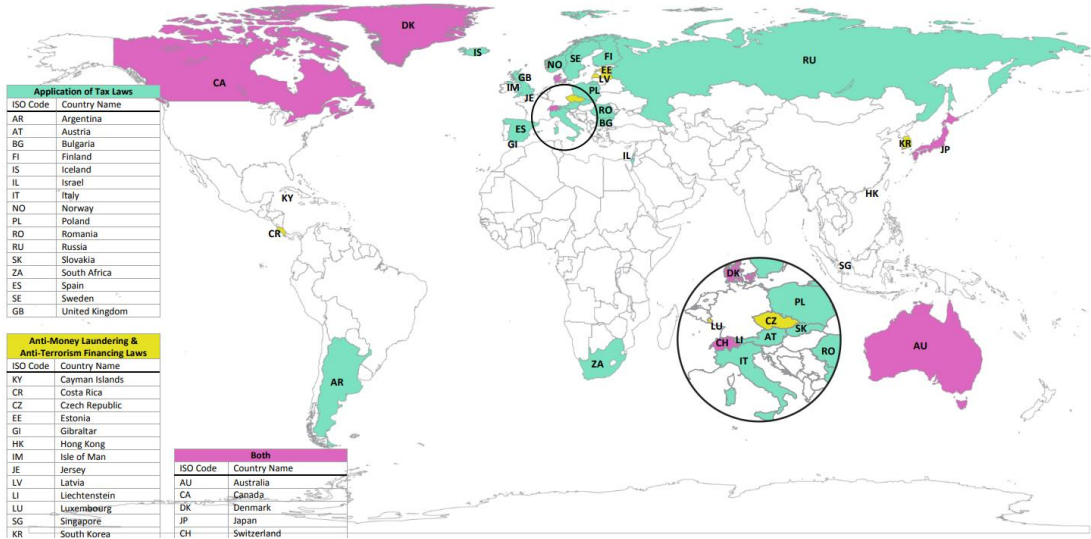 Application of Tax Laws
ISO Code Country Name
AR Argentina
AT Austria
BG Bulgaria
FI Finland
IS Iceland
IL Israel
IT Italy
NO Norway
PL Poland
RO Romania
RU Russia
SK Slovakia
ZA South Africa
ES Spain
SE Sweden
GB United Kingdom
Anti-Money Laundering &
Anti-Terrorism Financing Laws
ISO Code Country Name
KY Cayman Islands
CR Costa Rica
CZ Czech Republic
EE Estonia
GI Gibraltar
HK Hong Kong
IM Isle of Man
JE Jersey
LV Latvia
LI Liechtenstein
LU Luxembourg
SG Singapore
KR South Korea
Both
ISO Code Country Name
AU Australia
CA Canada
DK Denmark
JP Japan
CH Switzerland
DK
IS
CA
NO
SE
FI
RU
EE
LV
GB
IM
JE
PL
RO
BG
ES
GI
IL
KR
JP
HK
KY
CR
SG
AR
ZA
AU
DK
PL
CZ
SK
LU
AT
LI
CH
IT
RO